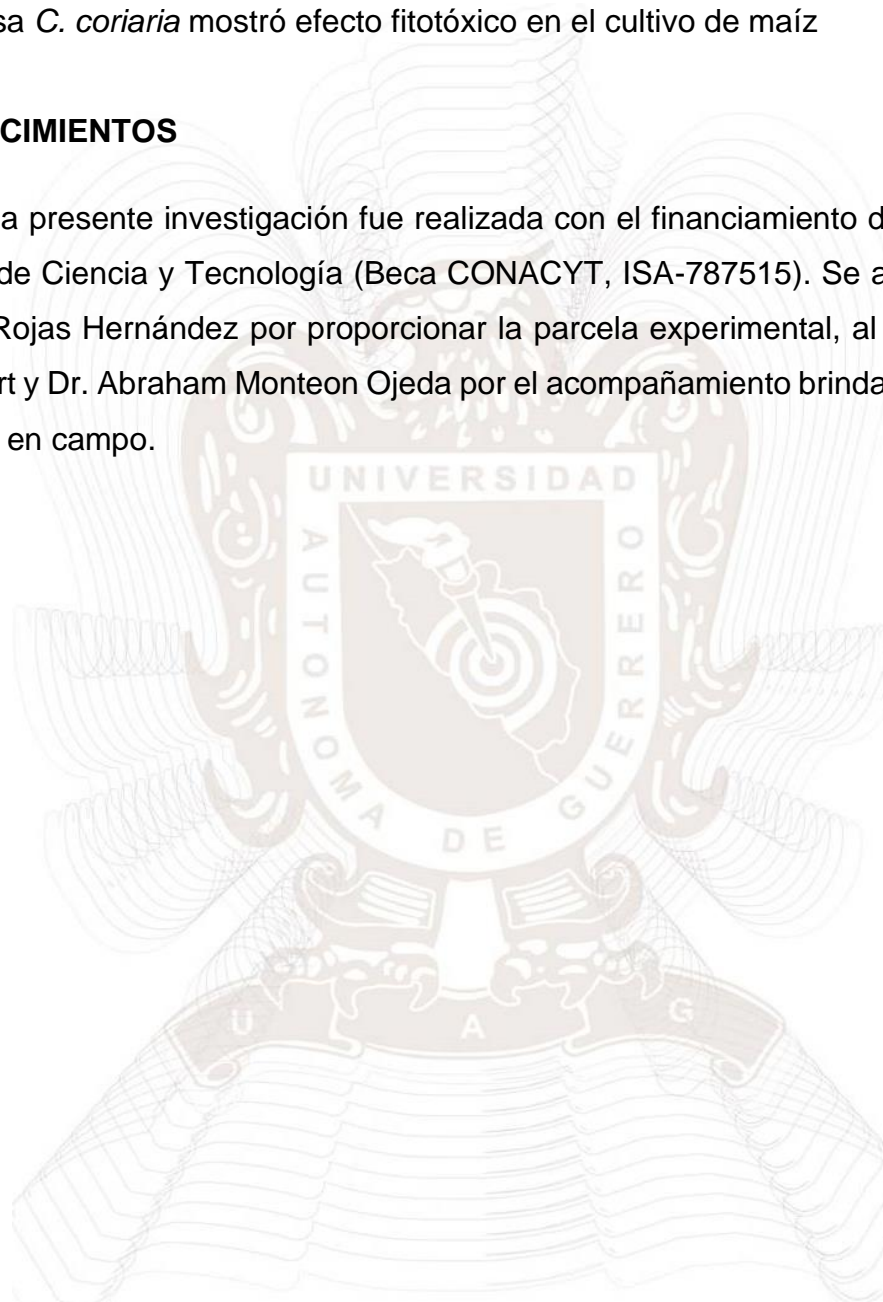 sa C. coriaria mostró efecto fitotóxico en el cultivo de maíz
CIMIENTOS
a presente investigación fue realizada con el financiamiento d
de Ciencia y Tecnología (Beca CONACYT, ISA-787515). Se a
Rojas Hernández por proporcionar la parcela experimental, al
rt y Dr. Abraham Monteon Ojeda por el acompañamiento brinda
en campo.
UNIVERSIDAD
AUTONOMA DE GUERRERO
U A G